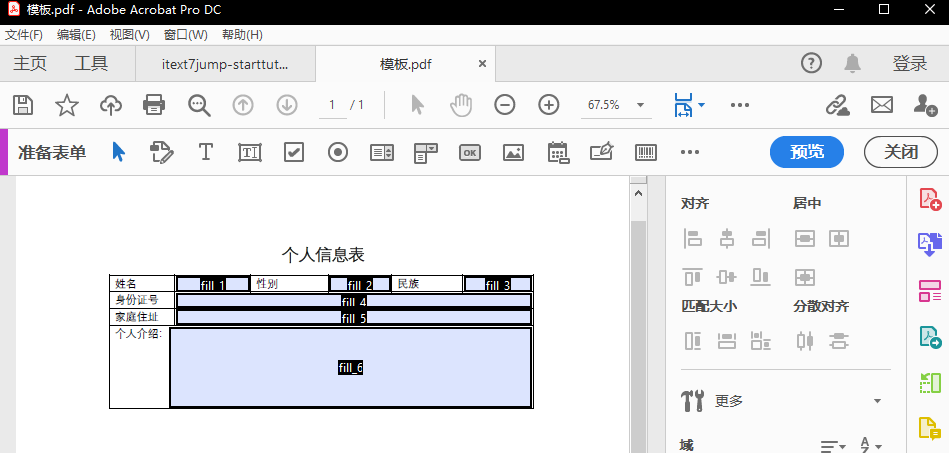 模板.pdf - Adobe Acrobat Pro DC
文件(F) 编辑(E) 视图(V) 窗口(W) 帮助(H)
主页 工具 itext7jump-starttut... 模板.pdf × 登录
1 / 1 67.5%
准备表单 OK 预览 关闭
个人信息表
姓名 fill_1 性别 fill_2 民族 fill_3
身份证号 fill_4
家庭住址 fill_5
个人介绍: fill_6
对齐 居中
匹配大小 分散对齐
更多
域